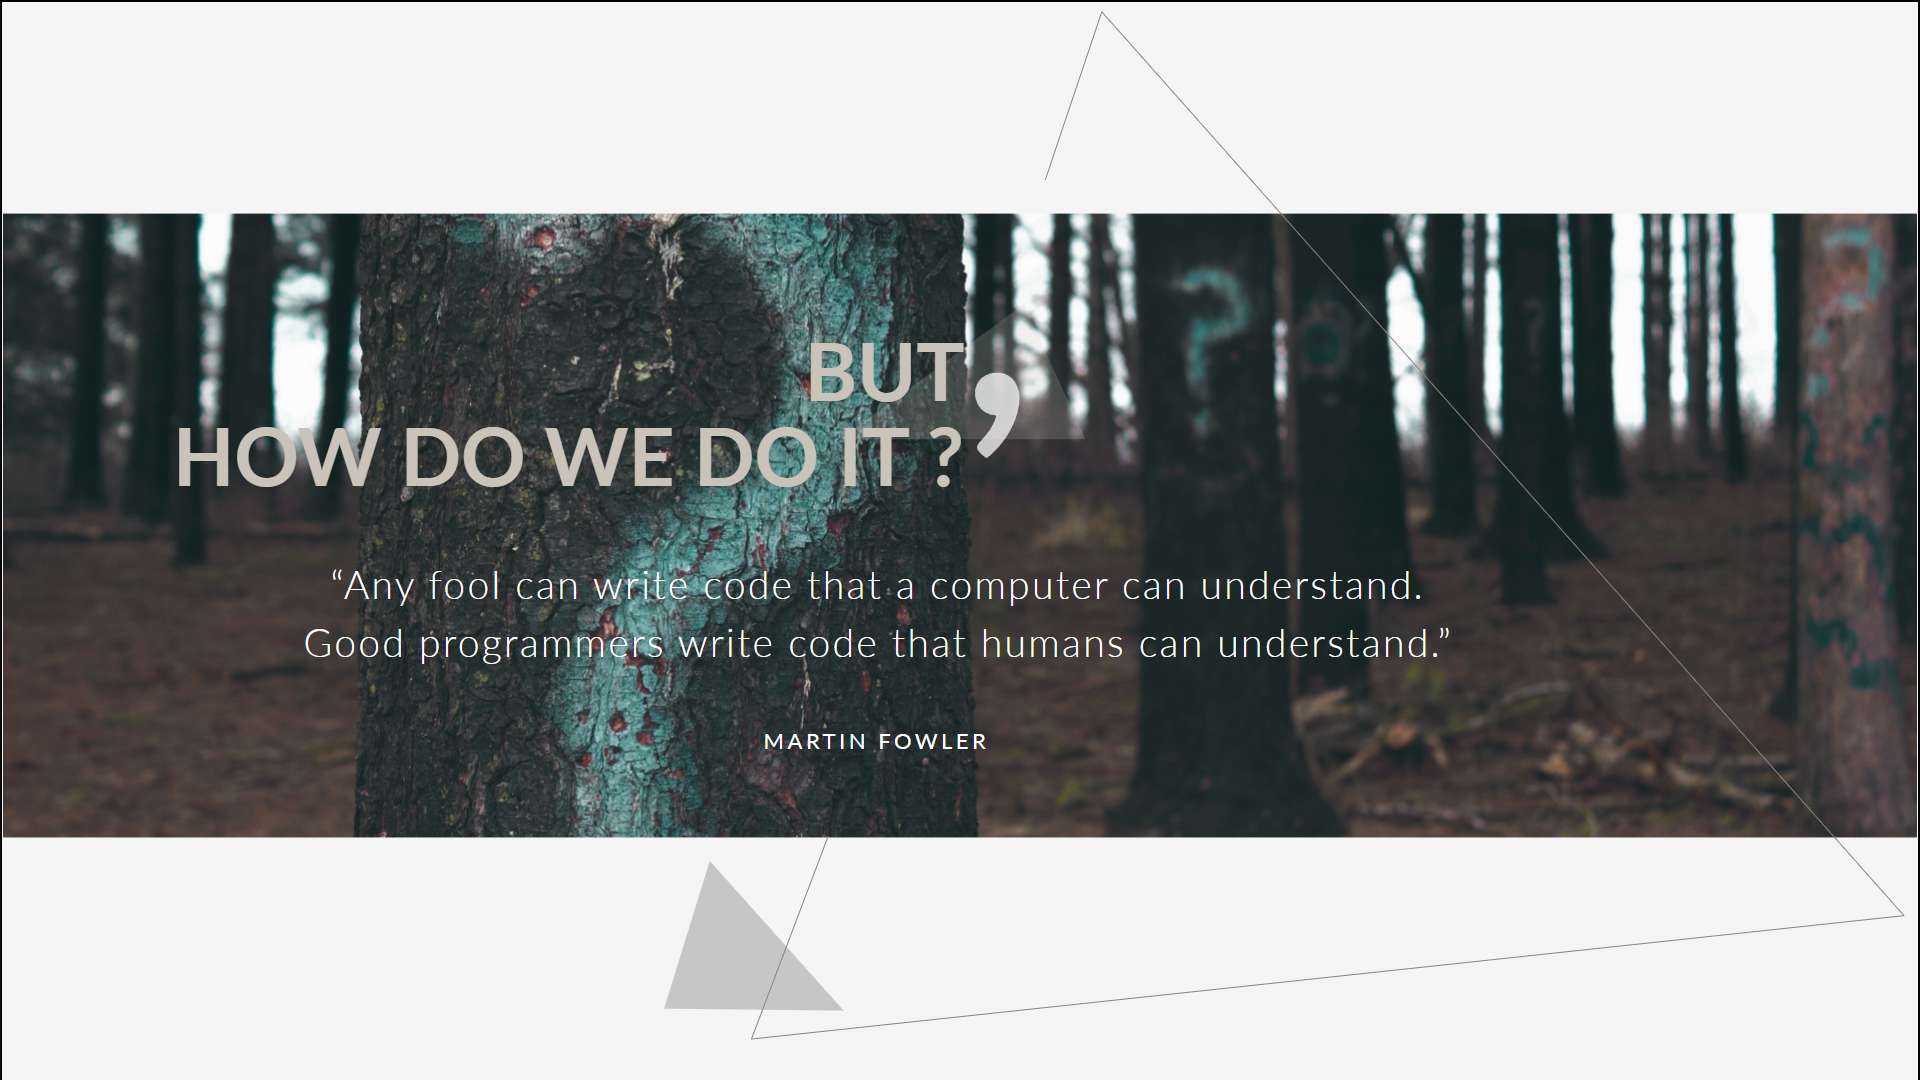 BUT,
HOW DO WE DO IT ?
“Any fool can write code that a computer can understand.
Good programmers write code that humans can understand.”
MARTIN FOWLER